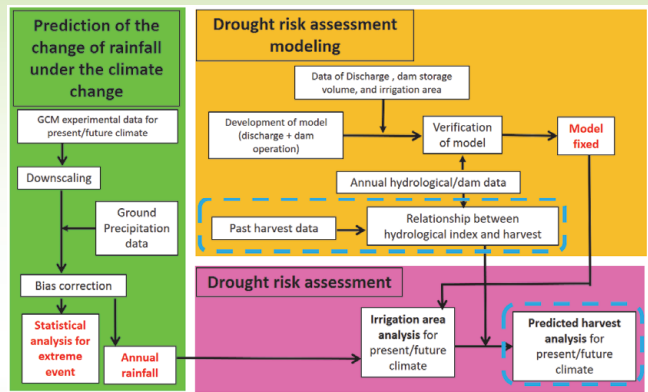 Prediction of the
change of rainfall
under the climate
change
GCM experimental data for
present/future climate
Downscaling
Ground
Precipitation
data
Bias correction
Statistical
analysis for
extreme
event
Annual
rainfall
Drought risk assessment
modeling
Data of Discharge , dam storage
volume, and irrigation area
Development of model
(discharge + dam
operation)
Verification
of model
Model
fixed
Annual hydrological/dam data
Past harvest data
Relationship between
hydrological index and harvest
Drought risk assessment
Irrigation area
analysis for
present/future
climate
Predicted harvest
analysis for
present/future
climate